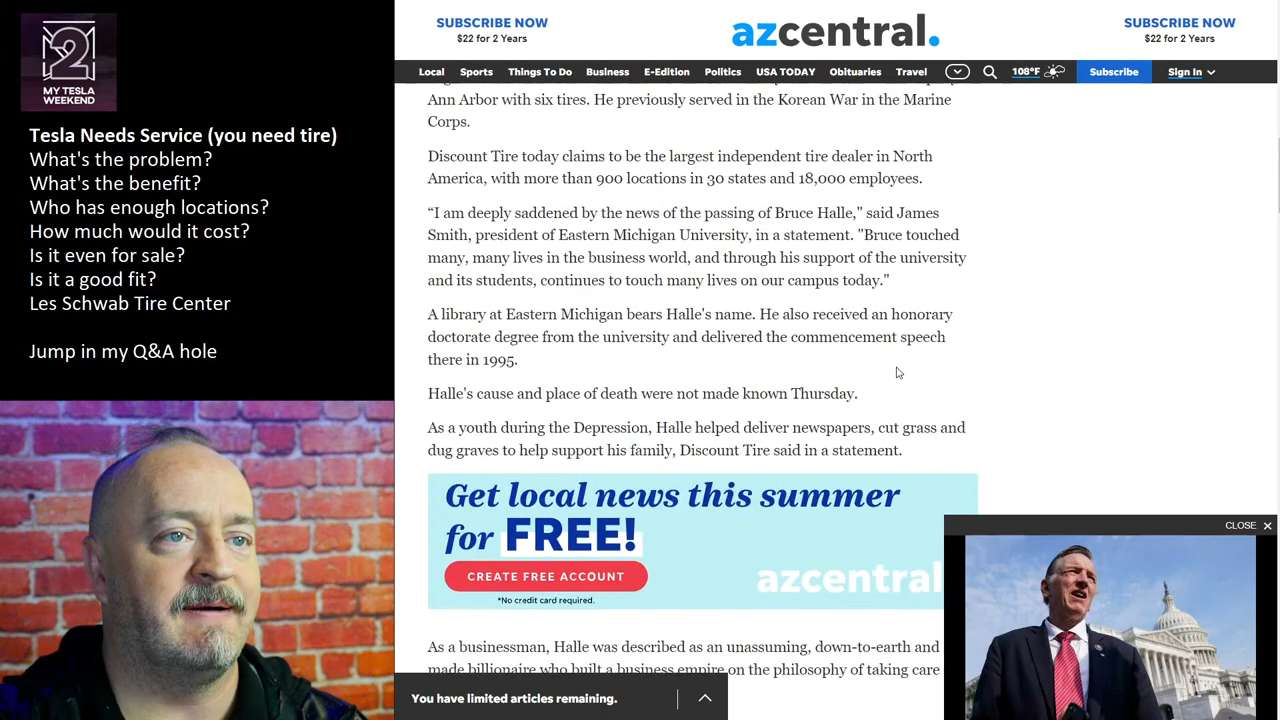 2
MY TESLA
WEEKEND
Tesla Needs Service (you need tire)
What's the problem?
What's the benefit?
Who has enough locations?
How much would it cost?
Is it even for sale?
Is it a good fit?
Les Schwab Tire Center
Jump in my Q&A hole
SUBSCRIBE NOW
$22 for 2 Years
azcentral.
SUBSCRIBE NOW
$22 for 2 Years
Local Sports Things To Do Business E-Edition Politics USA TODAY Obituaries Travel 108°F Subscribe Sign In
Ann Arbor with six tires. He previously served in the Korean War in the Marine
Corps.
Discount Tire today claims to be the largest independent tire dealer in North
America, with more than 900 locations in 30 states and 18,000 employees.
“I am deeply saddened by the news of the passing of Bruce Halle," said James
Smith, president of Eastern Michigan University, in a statement. "Bruce touched
many, many lives in the business world, and through his support of the university
and its students, continues to touch many lives on our campus today."
A library at Eastern Michigan bears Halle's name. He also received an honorary
doctorate degree from the university and delivered the commencement speech
there in 1995.
Halle's cause and place of death were not made known Thursday.
As a youth during the Depression, Halle helped deliver newspapers, cut grass and
dug graves to help support his family, Discount Tire said in a statement.
Get local news this summer
for FREE!
CREATE FREE ACCOUNT
*No credit card required.
azcentral
CLOSE ×
As a businessman, Halle was described as an unassuming, down-to-earth and
made billionaire who built a business empire on the philosophy of taking care
You have limited articles remaining.